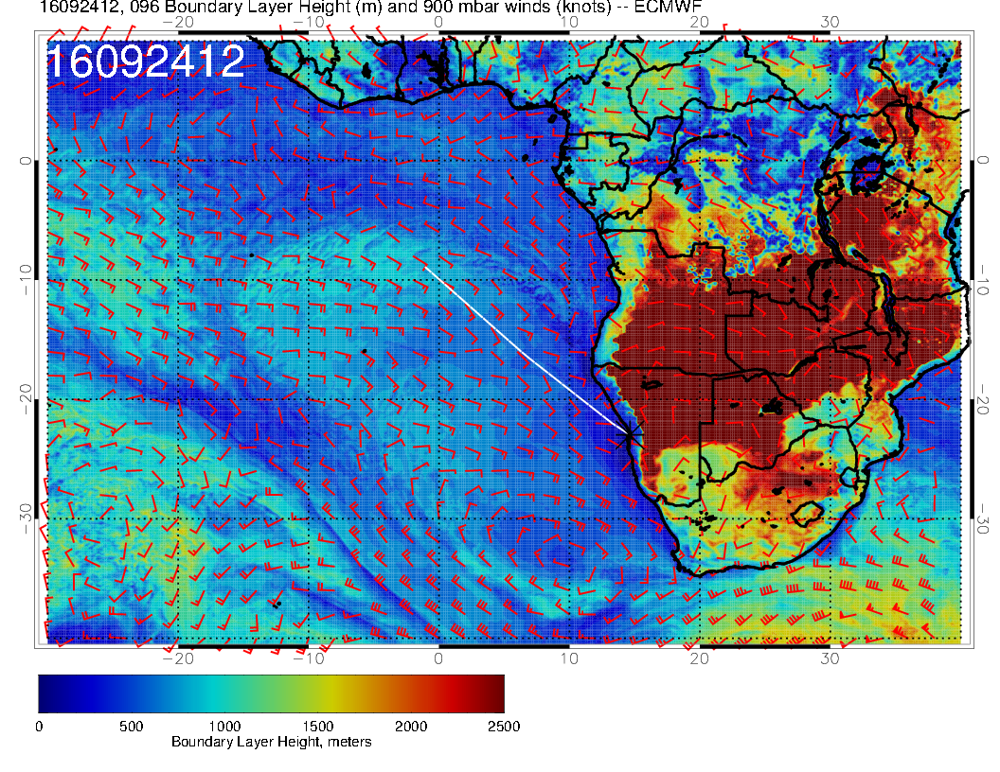 16092412, 096 Boundary Layer Height (m) and 900 mbar winds (knots) -- ECMWF
−20 −10 0 10 20 30
16092412
0 0
−10 −10
−20 −20
−30 −30
−20 −10 0 10 20 30
0 500 1000 1500 2000 2500
Boundary Layer Height, meters